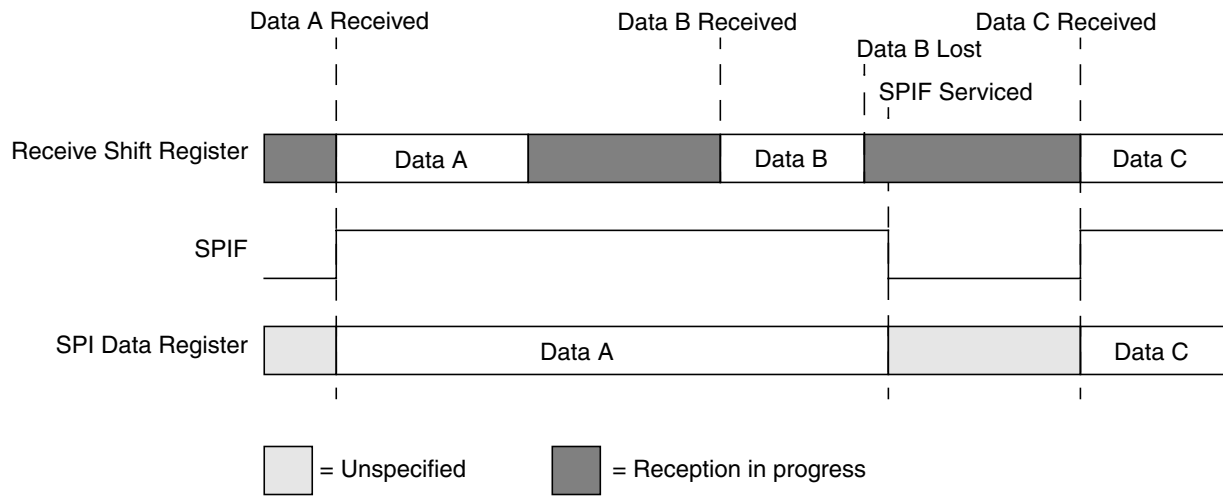 Data A Received
Data B Received
Data C Received
Data B Lost
SPIF Serviced
Receive Shift Register
Data A
Data B
Data C
SPIF
SPI Data Register
Data A
Data C
= Unspecified
= Reception in progress